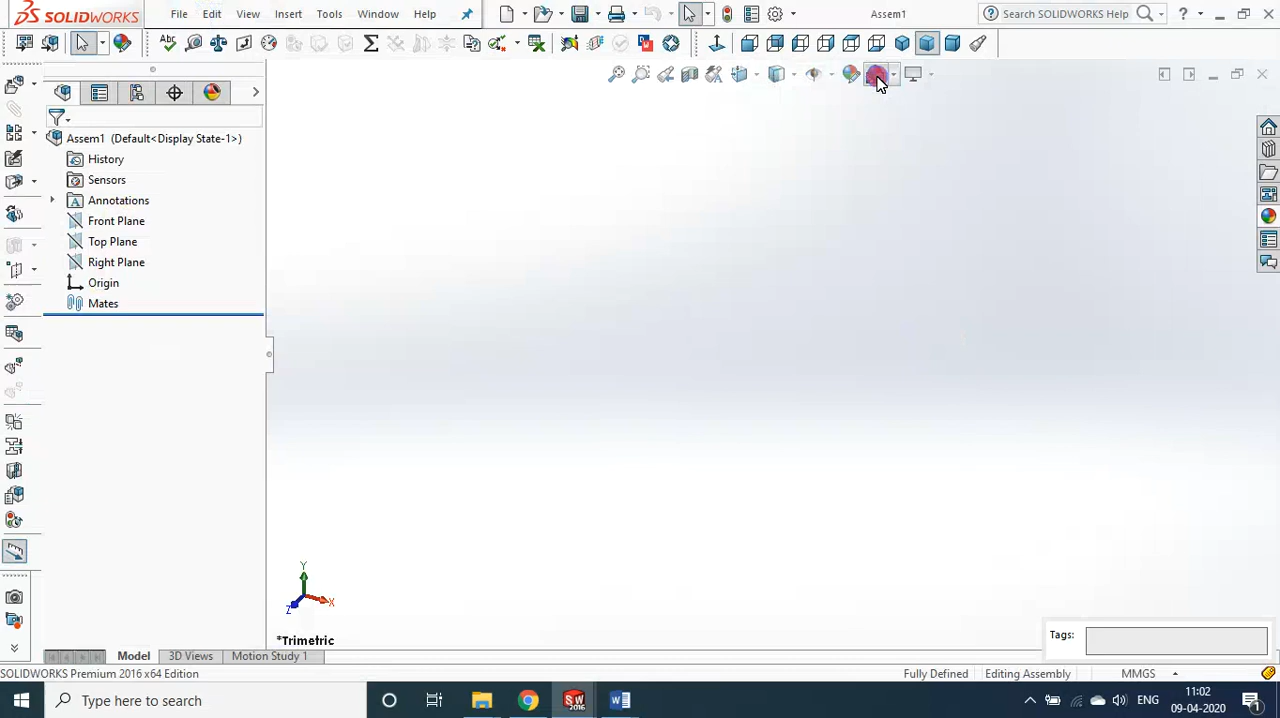 SOLIDWORKS File Edit View Insert Tools Window Help Assem1 Search SOLIDWORKS Help
Assem1 (Default<Display State-1>)
History
Sensors
Annotations
Front Plane
Top Plane
Right Plane
Origin
Mates
Y
X
Z
*Trimetric
Tags:
Model 3D Views Motion Study 1
SOLIDWORKS Premium 2016 x64 Edition Fully Defined Editing Assembly MMGS
Type here to search ENG 11:02
09-04-2020